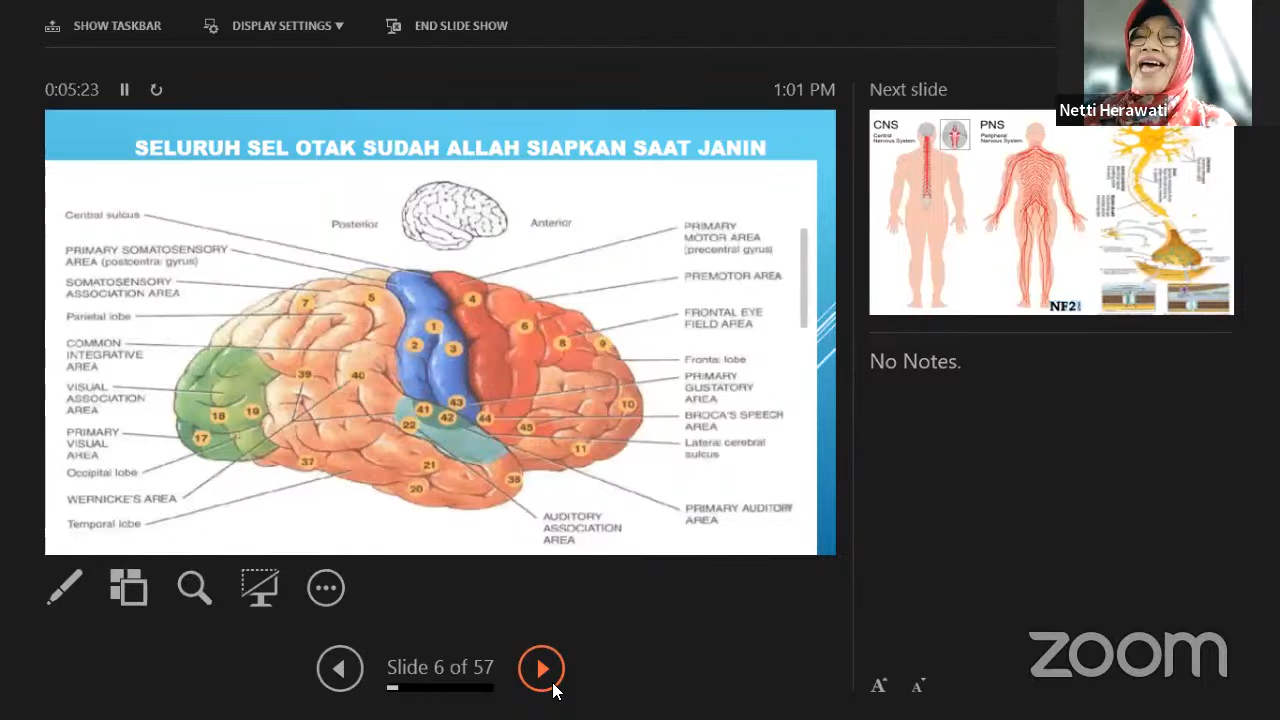 SHOW TASKBAR
DISPLAY SETTINGS
END SLIDE SHOW
0:05:23
1:01 PM
Next slide
Netti Herawati
SELURUH SEL OTAK SUDAH ALLAH SIAPKAN SAAT JANIN
Posterior
Anterior
Central sulcus
PRIMARY SOMATOSENSORY
AREA (postcentral gyrus)
SOMATOSENSORY
ASSOCIATION AREA
Parietal lobe
COMMON
INTEGRATIVE
AREA
VISUAL
ASSOCIATION
AREA
PRIMARY
VISUAL
AREA
Occipital lobe
WERNICKE'S AREA
Temporal lobe
PRIMARY
MOTOR AREA
(precentral gyrus)
PREMOTOR AREA
FRONTAL EYE
FIELD AREA
Frontal lobe
PRIMARY
GUSTATORY
AREA
BROCA'S SPEECH
AREA
Lateral cerebral
sulcus
PRIMARY AUDITORY
AREA
AUDITORY
ASSOCIATION
AREA
7
5
4
1
6
2
3
8
9
39
40
10
41
43
42
44
18
19
22
45
17
11
37
21
38
20
CNS
Central
Nervous System
PNS
Peripheral
Nervous System
NF2
No Notes.
Slide 6 of 57
A
A
zoom